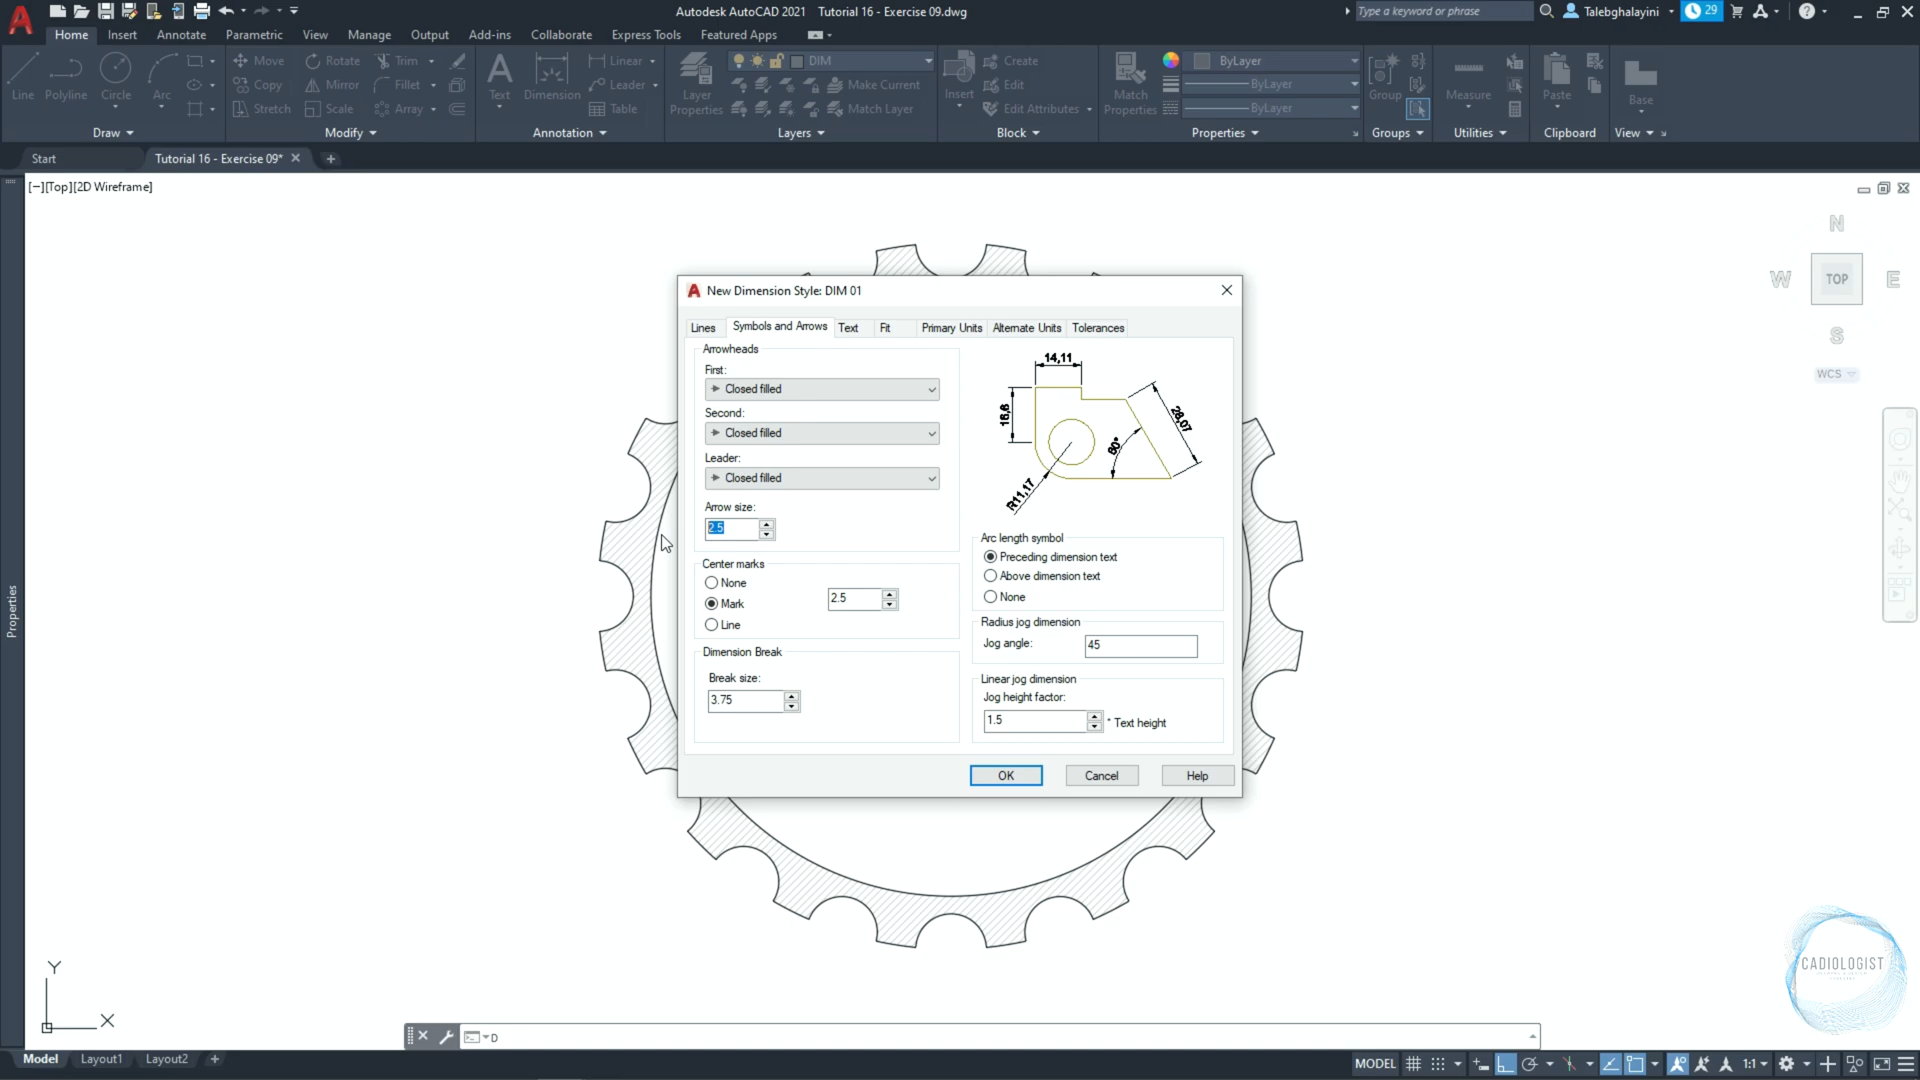 Autodesk AutoCAD 2021 Tutorial 16 - Exercise 09.dwg
Type a keyword or phrase
Talebghalayini
29
Home Insert Annotate Parametric View Manage Output Add-ins Collaborate Express Tools Featured Apps
Line Polyline Circle Arc
Move Rotate Trim
Copy Mirror Fillet
Stretch Scale Array
Text Dimension
Linear
Leader
Table
Layer Properties
DIM
Make Current
Match Layer
Insert
Create
Edit
Edit Attributes
Match Properties
ByLayer
ByLayer
ByLayer
Group
Measure
Paste
Base
Draw Modify Annotation Layers Block Properties Groups Utilities Clipboard View
Start Tutorial 16 - Exercise 09*
[−][Top][2D Wireframe]
N
W TOP E
S
WCS
Properties
New Dimension Style: DIM 01
Lines Symbols and Arrows Text Fit Primary Units Alternate Units Tolerances
Arrowheads
First:
Closed filled
Second:
Closed filled
Leader:
Closed filled
Arrow size:
2.5
Center marks
None
Mark
Line
2.5
Dimension Break
Break size:
3.75
14,11
16,6
28,07
60°
R11,17
Arc length symbol
Preceding dimension text
Above dimension text
None
Radius jog dimension
Jog angle: 45
Linear jog dimension
Jog height factor:
1.5 * Text height
OK Cancel Help
CADIOLOGIST
Y
X
D
Model Layout1 Layout2
MODEL 1:1